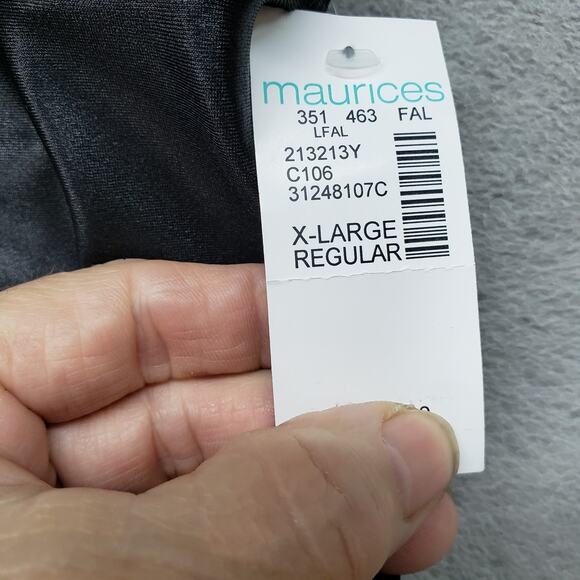 maurices
351 463 FAL
LFAL
213213Y
C106
31248107C
X-LARGE
REGULAR